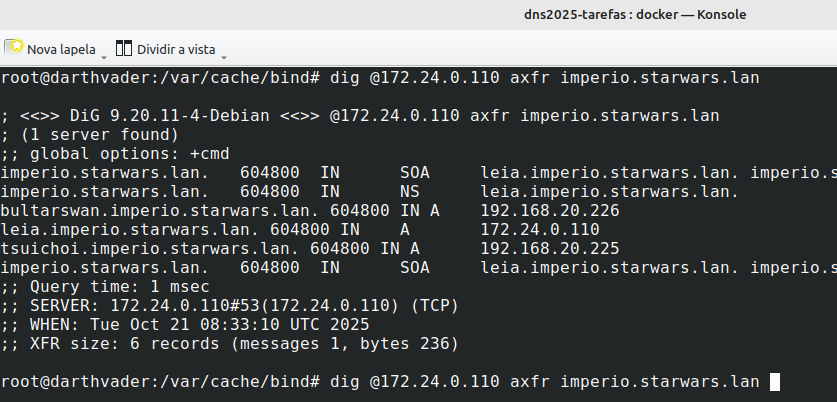 dns2025-tarefas : docker — Konsole
Nova lapela Dividir a vista
root@darthvader:/var/cache/bind# dig @172.24.0.110 axfr imperio.starwars.lan
; <<>> DiG 9.20.11-4-Debian <<>> @172.24.0.110 axfr imperio.starwars.lan
; (1 server found)
;; global options: +cmd
imperio.starwars.lan. 604800 IN SOA leia.imperio.starwars.lan. imperio.s
imperio.starwars.lan. 604800 IN NS leia.imperio.starwars.lan.
bultarswan.imperio.starwars.lan. 604800 IN A 192.168.20.226
leia.imperio.starwars.lan. 604800 IN A 172.24.0.110
tsuichoi.imperio.starwars.lan. 604800 IN A 192.168.20.225
imperio.starwars.lan. 604800 IN SOA leia.imperio.starwars.lan. imperio.s
;; Query time: 1 msec
;; SERVER: 172.24.0.110#53(172.24.0.110) (TCP)
;; WHEN: Tue Oct 21 08:33:10 UTC 2025
;; XFR size: 6 records (messages 1, bytes 236)
root@darthvader:/var/cache/bind# dig @172.24.0.110 axfr imperio.starwars.lan